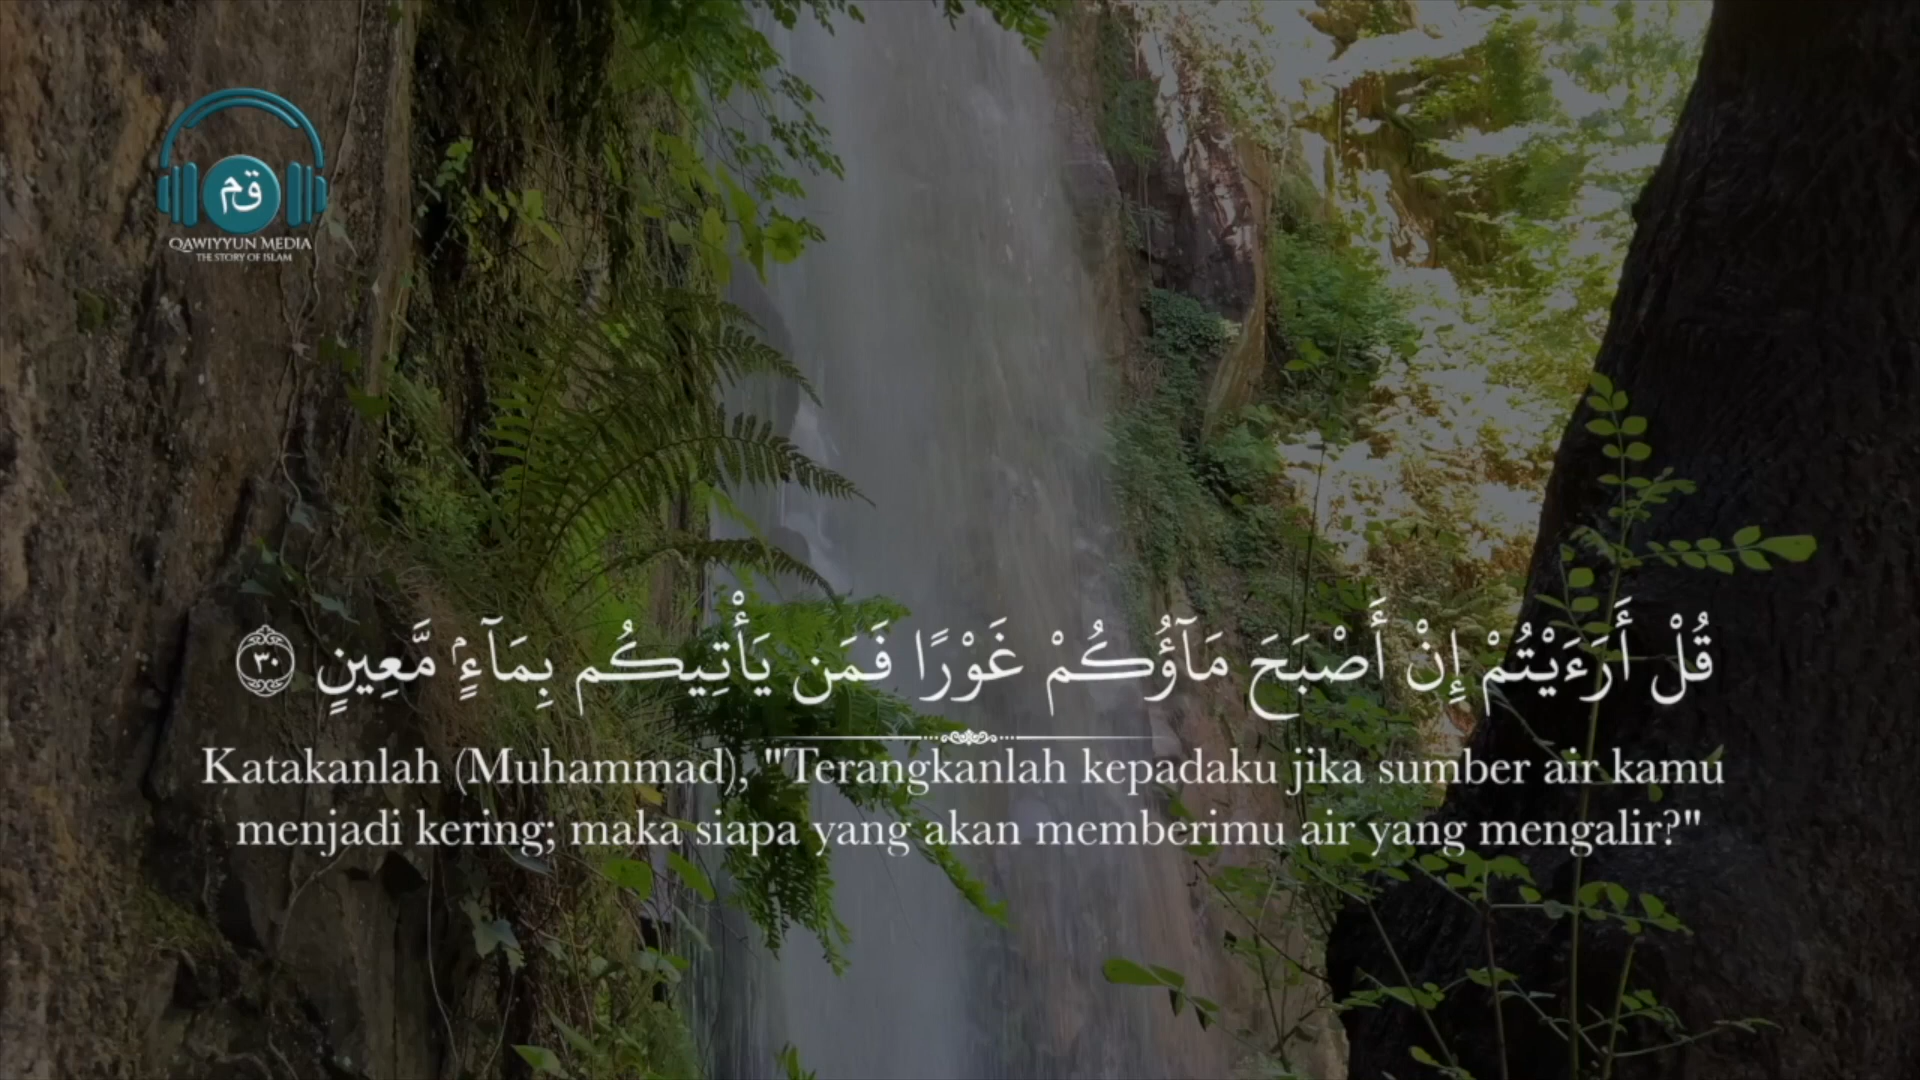 قم
QAWIYYUN MEDIA
THE STORY OF ISLAM
قُلْ أَرَءَيْتُمْ إِنْ أَصْبَحَ مَآؤُكُمْ غَوْرًا فَمَن يَأْتِيكُم بِمَآءٍۢ مَّعِينٍ ٣٠
Katakanlah (Muhammad), "Terangkanlah kepadaku jika sumber air kamu
menjadi kering; maka siapa yang akan memberimu air yang mengalir?"